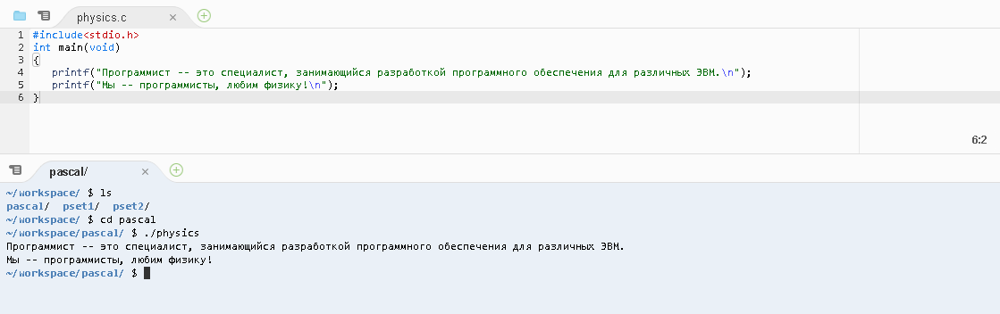 physics.c
1 #include<stdio.h>
2 int main(void)
3 {
4 printf("Программист -- это специалист, занимающийся разработкой программного обеспечения для различных ЭВМ.\n");
5 printf("Мы -- программисты, любим физику!\n");
6 }
6:2
pascal/
~/workspace/ $ ls
pascal/ pset1/ pset2/
~/workspace/ $ cd pascal
~/workspace/pascal/ $ ./physics
Программист -- это специалист, занимающийся разработкой программного обеспечения для различных ЭВМ.
Мы -- программисты, любим физику!
~/workspace/pascal/ $